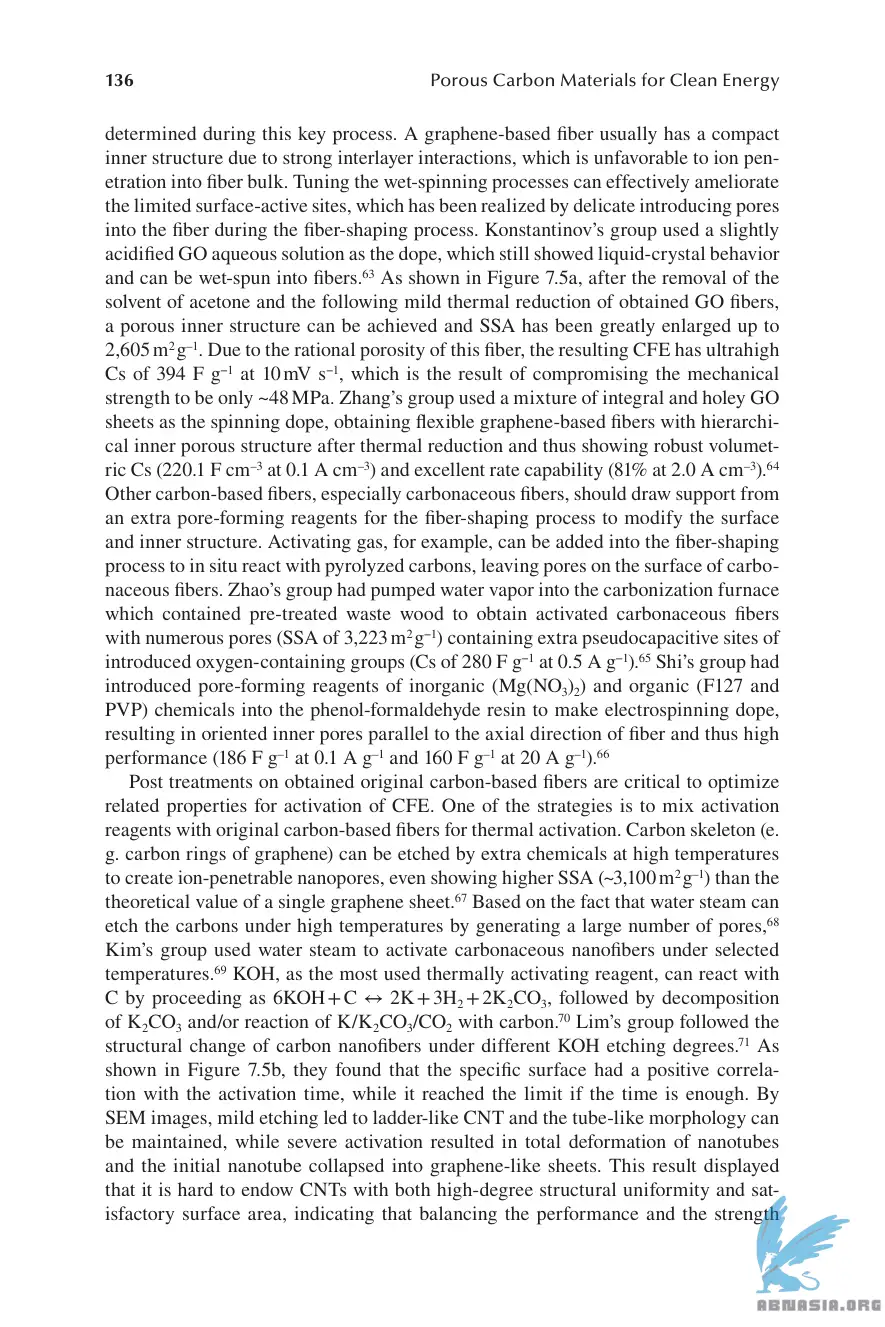 136 Porous Carbon Materials for Clean Energy
determined during this key process. A graphene-based fiber usually has a compact
inner structure due to strong interlayer interactions, which is unfavorable to ion pen-
etration into fiber bulk. Tuning the wet-spinning processes can effectively ameliorate
the limited surface-active sites, which has been realized by delicate introducing pores
into the fiber during the fiber-shaping process. Konstantinov’s group used a slightly
acidified GO aqueous solution as the dope, which still showed liquid-crystal behavior
and can be wet-spun into fibers.⁶³ As shown in Figure 7.5a, after the removal of the
solvent of acetone and the following mild thermal reduction of obtained GO fibers,
a porous inner structure can be achieved and SSA has been greatly enlarged up to
2,605 m² g⁻¹. Due to the rational porosity of this fiber, the resulting CFE has ultrahigh
Cs of 394 F g⁻¹ at 10 mV s⁻¹, which is the result of compromising the mechanical
strength to be only ~48 MPa. Zhang’s group used a mixture of integral and holey GO
sheets as the spinning dope, obtaining flexible graphene-based fibers with hierarchi-
cal inner porous structure after thermal reduction and thus showing robust volumet-
ric Cs (220.1 F cm⁻³ at 0.1 A cm⁻³) and excellent rate capability (81% at 2.0 A cm⁻³).⁶⁴
Other carbon-based fibers, especially carbonaceous fibers, should draw support from
an extra pore-forming reagents for the fiber-shaping process to modify the surface
and inner structure. Activating gas, for example, can be added into the fiber-shaping
process to in situ react with pyrolyzed carbons, leaving pores on the surface of carbo-
naceous fibers. Zhao’s group had pumped water vapor into the carbonization furnace
which contained pre-treated waste wood to obtain activated carbonaceous fibers
with numerous pores (SSA of 3,223 m² g⁻¹) containing extra pseudocapacitive sites of
introduced oxygen-containing groups (Cs of 280 F g⁻¹ at 0.5 A g⁻¹).⁶⁵ Shi’s group had
introduced pore-forming reagents of inorganic (Mg(NO₃)₂) and organic (F127 and
PVP) chemicals into the phenol-formaldehyde resin to make electrospinning dope,
resulting in oriented inner pores parallel to the axial direction of fiber and thus high
performance (186 F g⁻¹ at 0.1 A g⁻¹ and 160 F g⁻¹ at 20 A g⁻¹).⁶⁶
Post treatments on obtained original carbon-based fibers are critical to optimize
related properties for activation of CFE. One of the strategies is to mix activation
reagents with original carbon-based fibers for thermal activation. Carbon skeleton (e.
g. carbon rings of graphene) can be etched by extra chemicals at high temperatures
to create ion-penetrable nanopores, even showing higher SSA (~3,100 m² g⁻¹) than the
theoretical value of a single graphene sheet.⁶⁷ Based on the fact that water steam can
etch the carbons under high temperatures by generating a large number of pores,⁶⁸
Kim’s group used water steam to activate carbonaceous nanofibers under selected
temperatures.⁶⁹ KOH, as the most used thermally activating reagent, can react with
C by proceeding as 6KOH + C ↔ 2K + 3H₂ + 2K₂CO₃, followed by decomposition
of K₂CO₃ and/or reaction of K/K₂CO₃/CO₂ with carbon.⁷⁰ Lim’s group followed the
structural change of carbon nanofibers under different KOH etching degrees.⁷¹ As
shown in Figure 7.5b, they found that the specific surface had a positive correla-
tion with the activation time, while it reached the limit if the time is enough. By
SEM images, mild etching led to ladder-like CNT and the tube-like morphology can
be maintained, while severe activation resulted in total deformation of nanotubes
and the initial nanotube collapsed into graphene-like sheets. This result displayed
that it is hard to endow CNTs with both high-degree structural uniformity and sat-
isfactory surface area, indicating that balancing the performance and the strength
ABNASIA.ORG